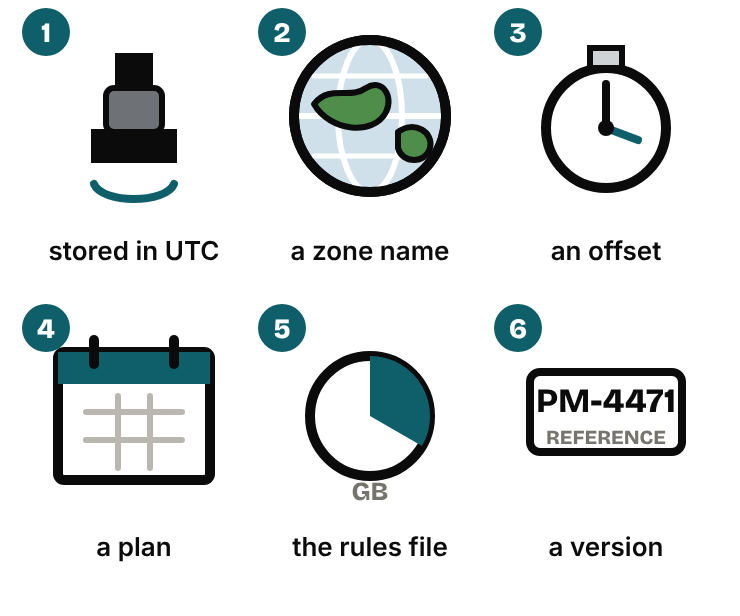 1
2
3
stored in UTC
a zone name
an offset
4
5
6
PM-4471
REFERENCE
GB
a plan
the rules file
a version